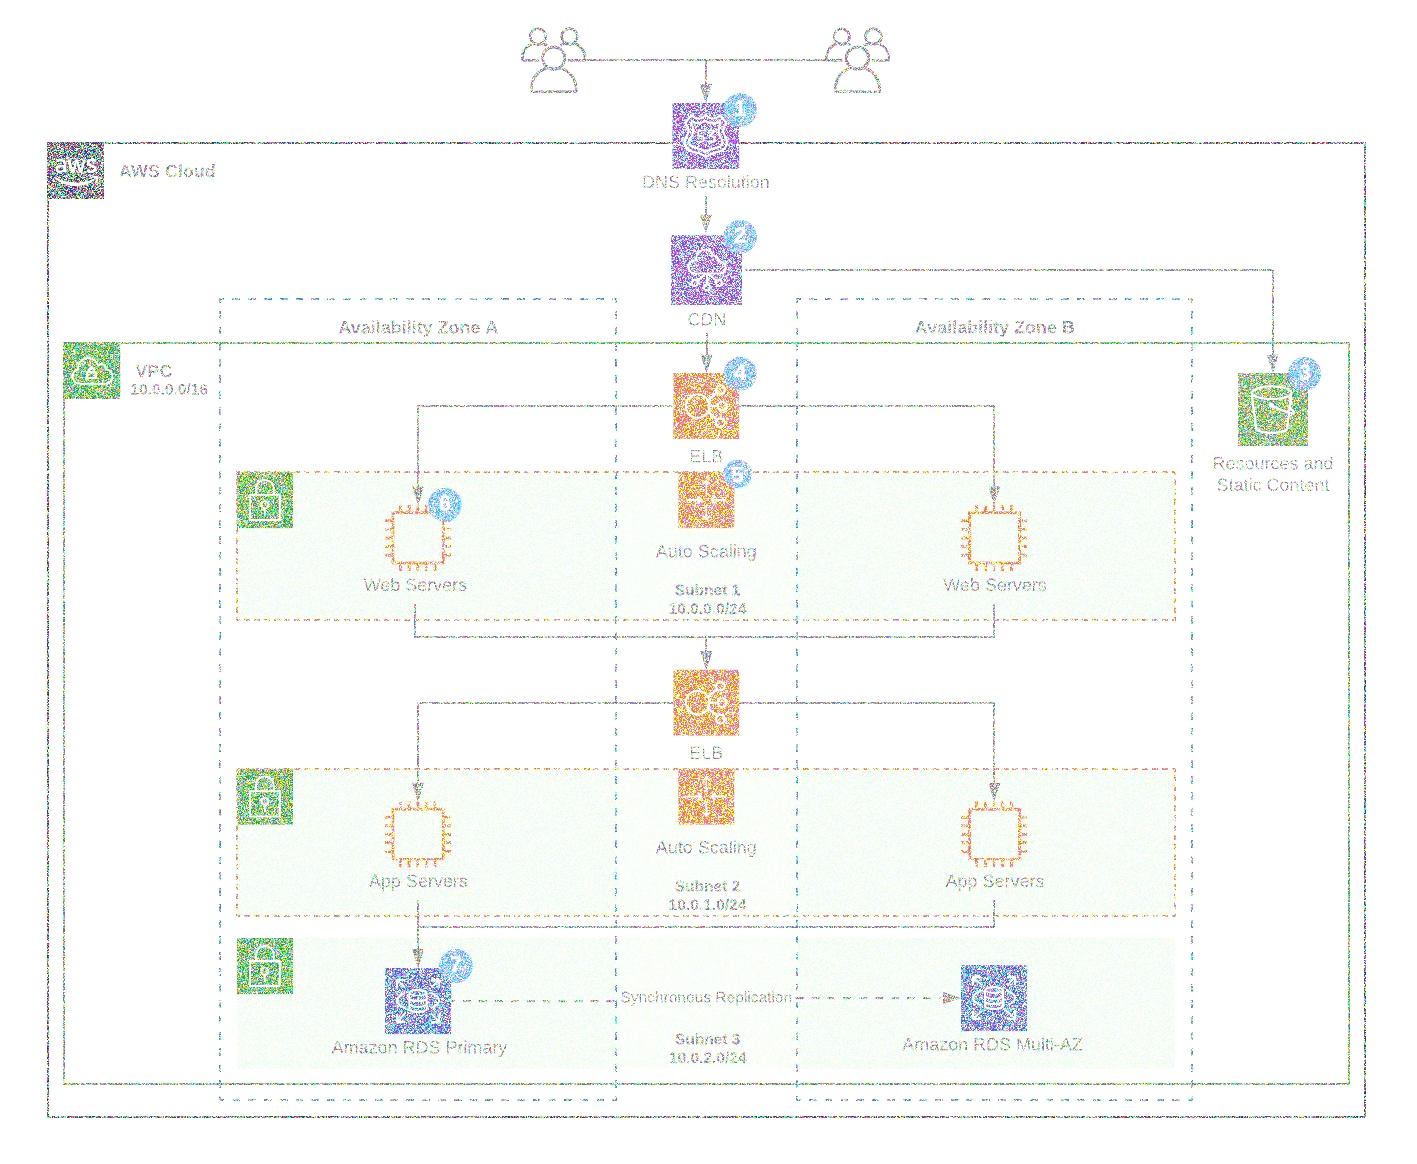 1
aws
AWS Cloud
DNS Resolution
2
CDN
Availability Zone A
Availability Zone B
VPC
10.0.0.0/16
4
3
ELB
Resources and
Static Content
5
6
Auto Scaling
Web Servers
Web Servers
Subnet 1
10.0.0.0/24
ELB
Auto Scaling
App Servers
App Servers
Subnet 2
10.0.1.0/24
7
Synchronous Replication
Amazon RDS Primary
Amazon RDS Multi-AZ
Subnet 3
10.0.2.0/24